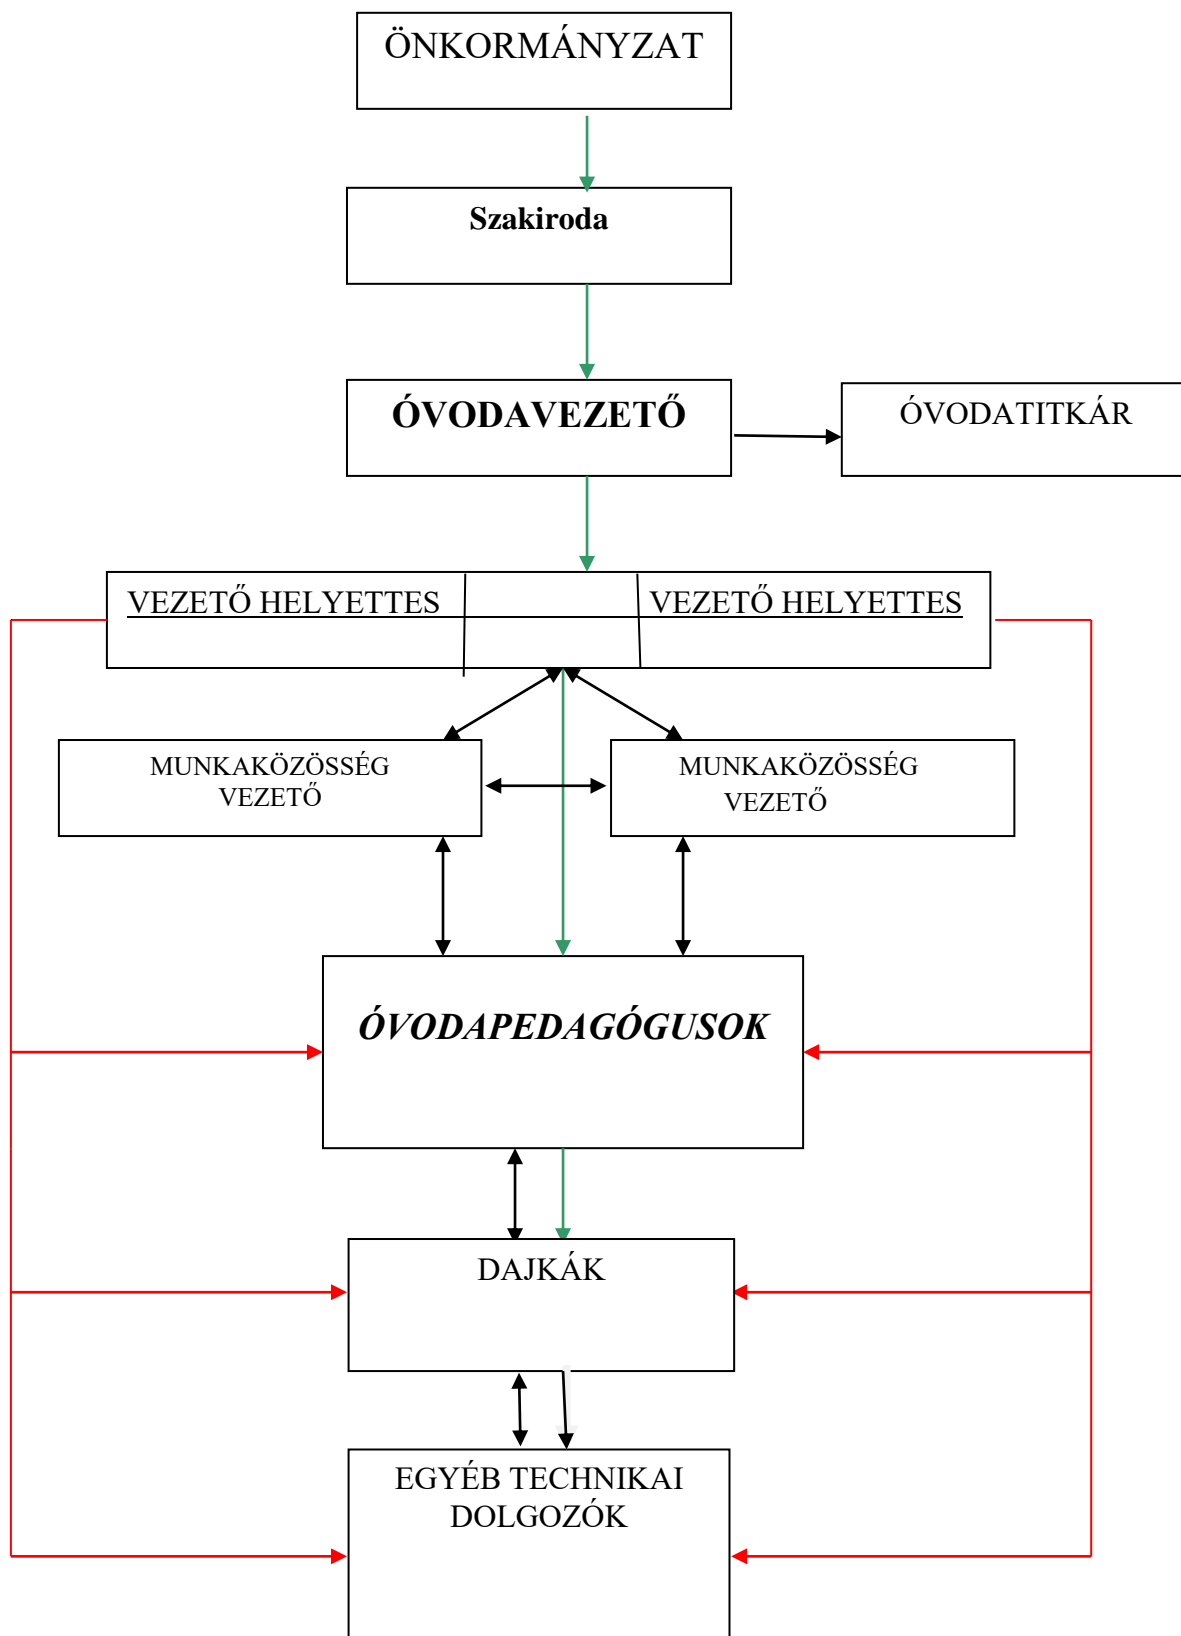 ÖNKORMÁNYZAT
Szakiroda
ÓVODAVEZETŐ
ÓVODATITKÁR
VEZETŐ HELYETTES
VEZETŐ HELYETTES
MUNKAKÖZÖSSÉG
VEZETŐ
MUNKAKÖZÖSSÉG
VEZETŐ
ÓVODAPEDAGÓGUSOK
DAJKÁK
EGYÉB TECHNIKAI
DOLGOZÓK